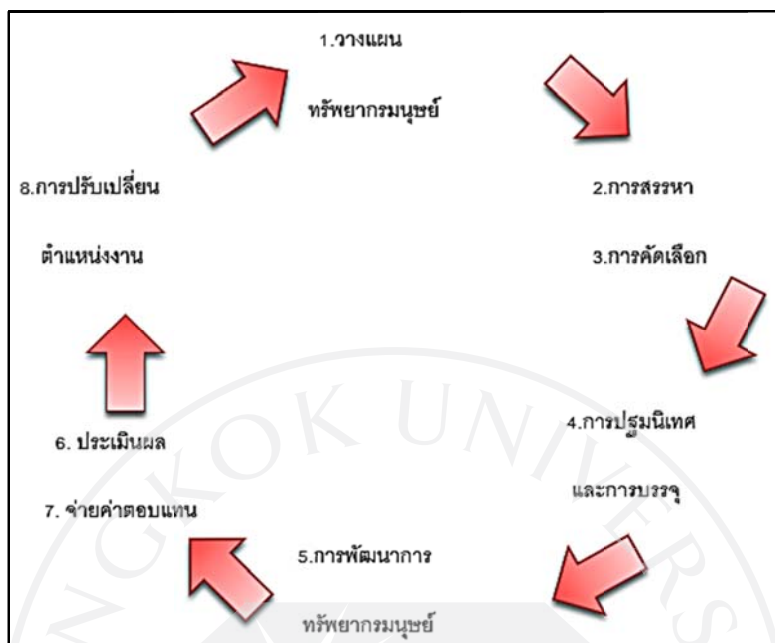 1.วางแผน
ทรัพยากรมนุษย์
2.การสรรหา
3.การคัดเลือก
4.การปฐมนิเทศ
และการบรรจุ
5.การพัฒนาการ
ทรัพยากรมนุษย์
6. ประเมินผล
7. จ่ายค่าตอบแทน
8.การปรับเปลี่ยน
ตำแหน่งงาน
NGKOK UNIVERS